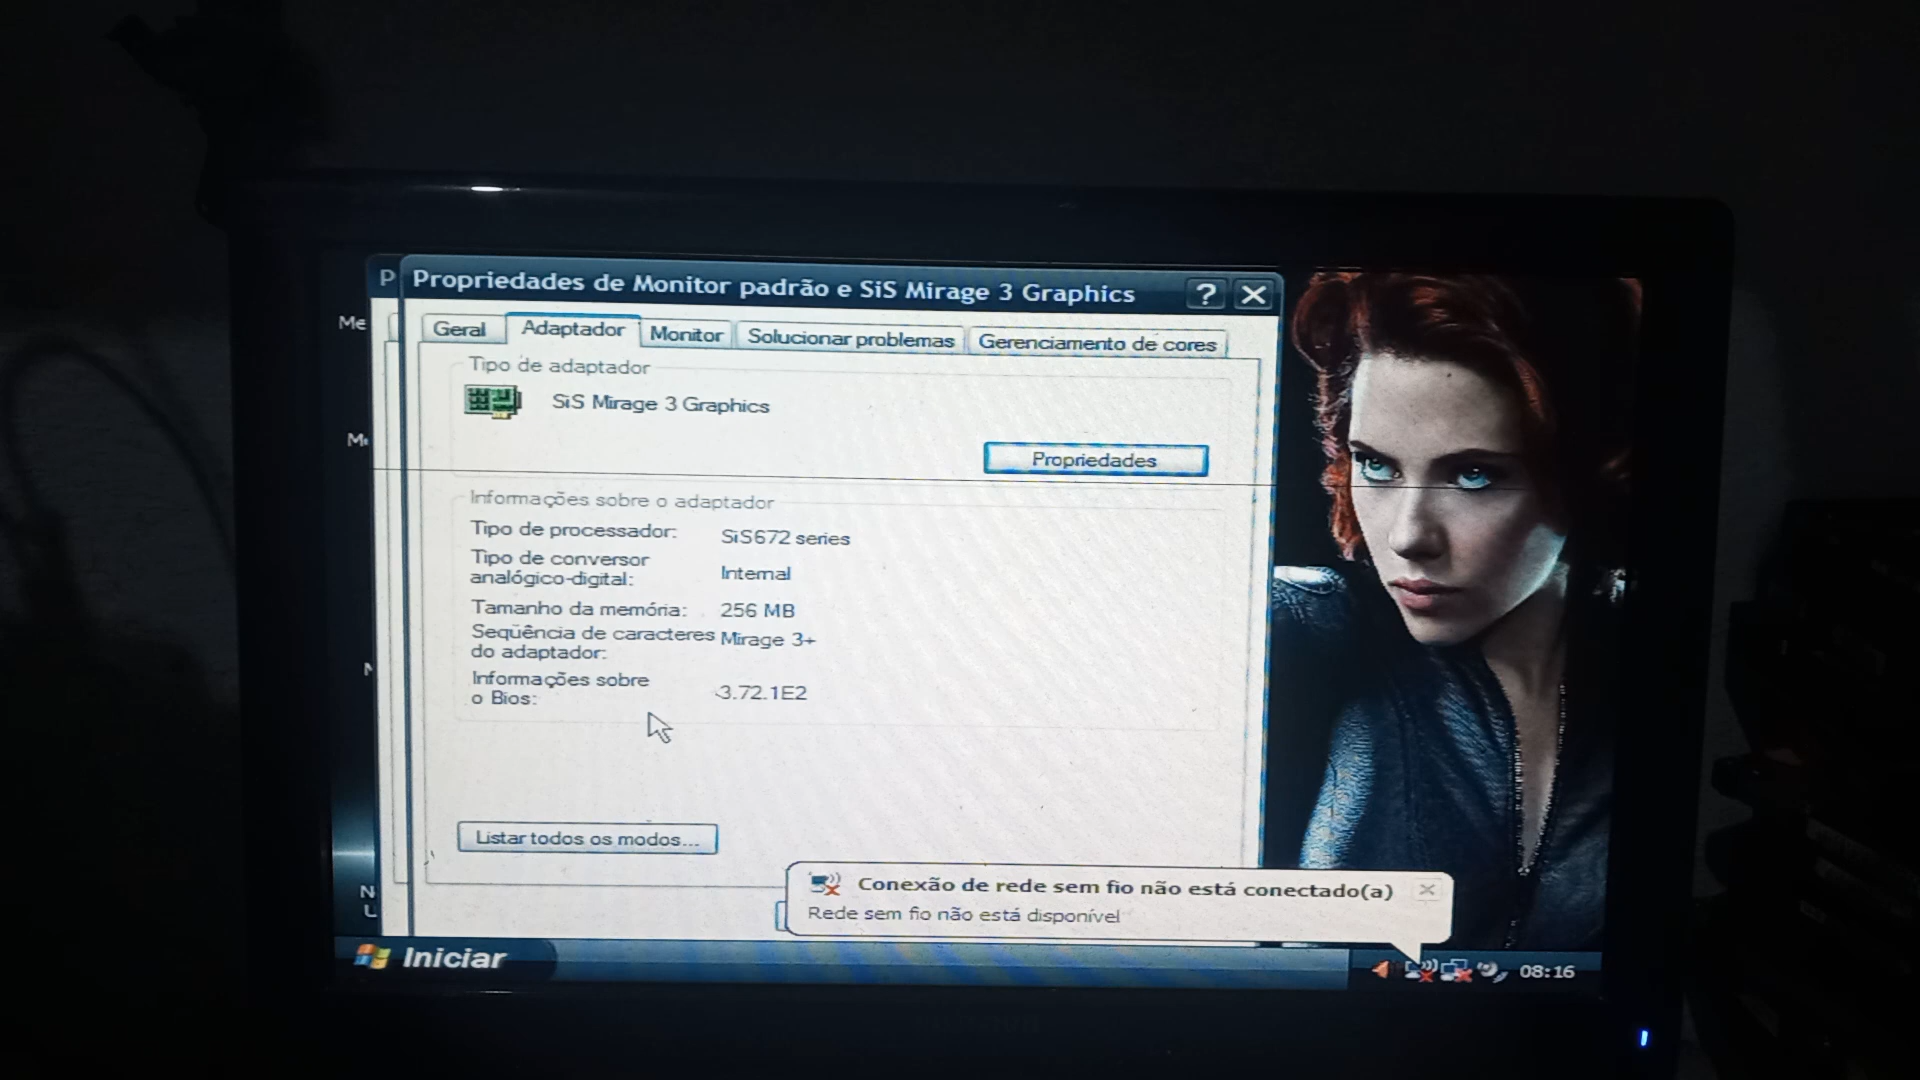 P Propriedades de Monitor padrão e SiS Mirage 3 Graphics ?
Geral Adaptador Monitor Solucionar problemas Gerenciamento de cores
Me
Tipo de adaptador
SiS Mirage 3 Graphics
Propriedades
Informações sobre o adaptador
Tipo de processador: SiS672 series
Tipo de conversor
analógico-digital: Internal
Tamanho da memória: 256 MB
Seqüência de caracteres
do adaptador: Mirage 3+
Informações sobre
o Bios: 3.72.1E2
Listar todos os modos...
Conexão de rede sem fio não está conectado(a)
Rede sem fio não está disponível
N
L
Iniciar
08:16